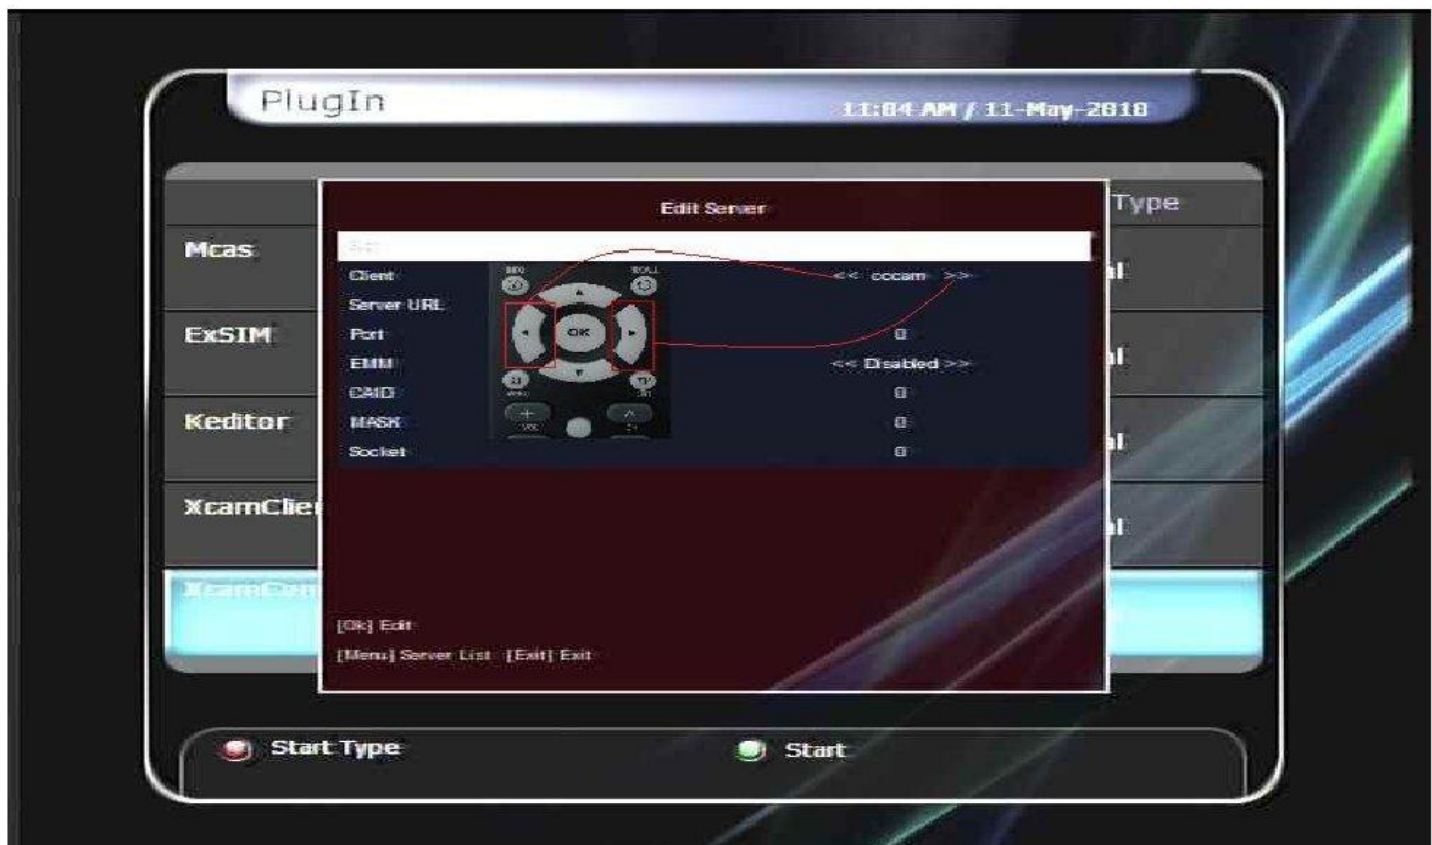 PlugIn
11:04 AM / 11-May-2010
Type
Edit Server
Mcas
Client << cccam >>
Server URL
ExSIM
Port 0
EMM << Disabled >>
CAID 0
Keditor
MASK 0
Socket 0
OK
XcamClie
[Ok] Edit
[Menu] Server List [Exit] Exit
Start Type
Start